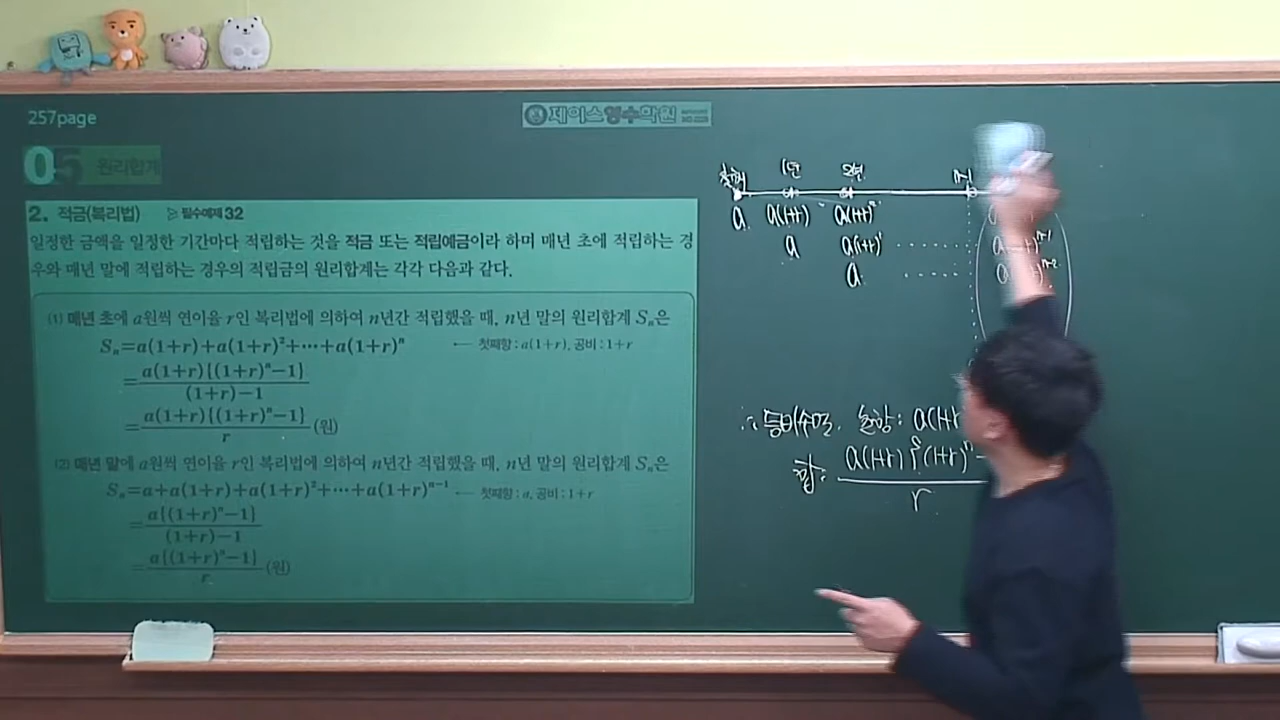 257page
제이스영수학원
05 원리합계
2. 적금(복리법) ≫ 필수예제 32
일정한 금액을 일정한 기간마다 적립하는 것을 적금 또는 적립예금이라 하며 매년 초에 적립하는 경
우와 매년 말에 적립하는 경우의 적립금의 원리합계는 각각 다음과 같다.
(1) 매년 초에 a원씩 연이율 r인 복리법에 의하여 n년간 적립했을 때, n년 말의 원리합계 Sₙ은
Sₙ=a(1+r)+a(1+r)²+⋯+a(1+r)ⁿ ← 첫째항 : a(1+r), 공비 : 1+r
=a(1+r){(1+r)ⁿ-1}/(1+r)-1
=a(1+r){(1+r)ⁿ-1}/r (원)
(2) 매년 말에 a원씩 연이율 r인 복리법에 의하여 n년간 적립했을 때, n년 말의 원리합계 Sₙ은
Sₙ=a+a(1+r)+a(1+r)²+⋯+a(1+r)ⁿ⁻¹ ← 첫째항 : a, 공비 : 1+r
=a{(1+r)ⁿ-1}/(1+r)-1
=a{(1+r)ⁿ-1}/r (원)
1년 2년 n-1
a a(1+r) a(1+r)²
a a(1+r)¹ ⋯⋯
a ⋯⋯
∴ 등비수열, 초항: a(1+r
합: a(1+r){(1+r)ⁿ-/r